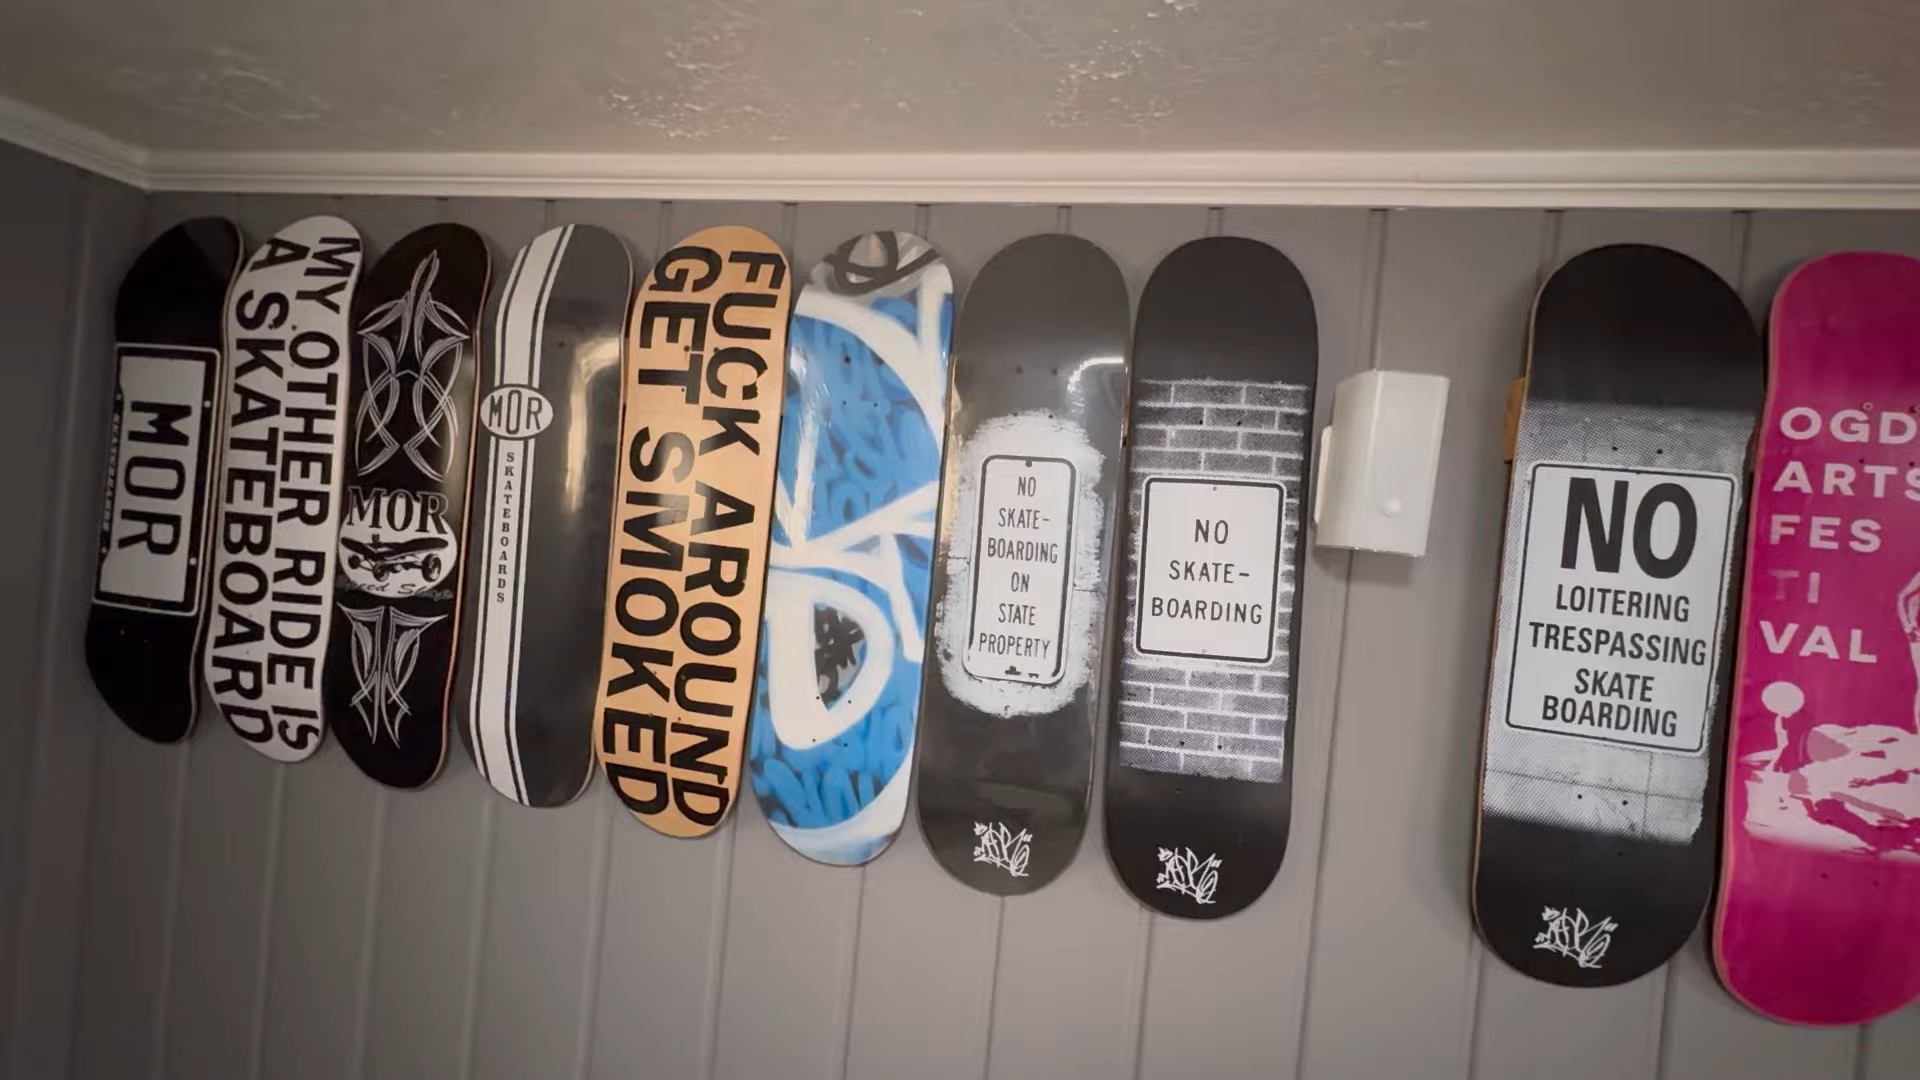 MOR
MY OTHER RIDE IS
A SKATEBOARD
MOR
MOR
SKATEBOARDS
FUCK AROUND
GET SMOKED
NO
SKATE-
BOARDING
ON
STATE
PROPERTY
NO
SKATE-
BOARDING
NO
LOITERING
TRESPASSING
SKATE
BOARDING
OGD
ARTS
FES
TI
VAL